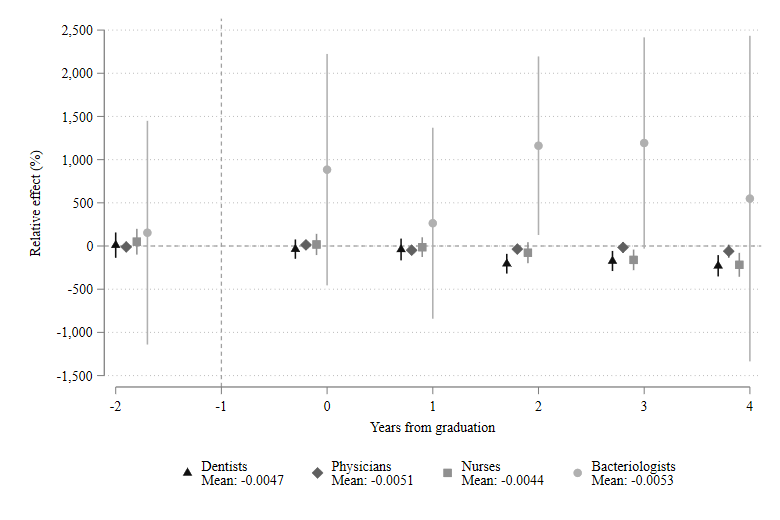 2,500
2,000
1,500
1,000
500
0
-500
-1,000
-1,500
Relative effect (%)
-2 -1 0 1 2 3 4
Years from graduation
Dentists
Mean: -0.0047
Physicians
Mean: -0.0051
Nurses
Mean: -0.0044
Bacteriologists
Mean: -0.0053